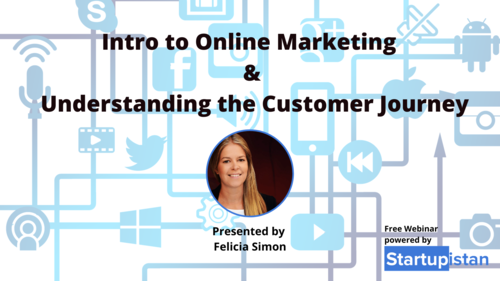 Intro to Online Marketing
&
Understanding the Customer Journey
Presented by
Felicia Simon
Free Webinar
powered by
Startupistan